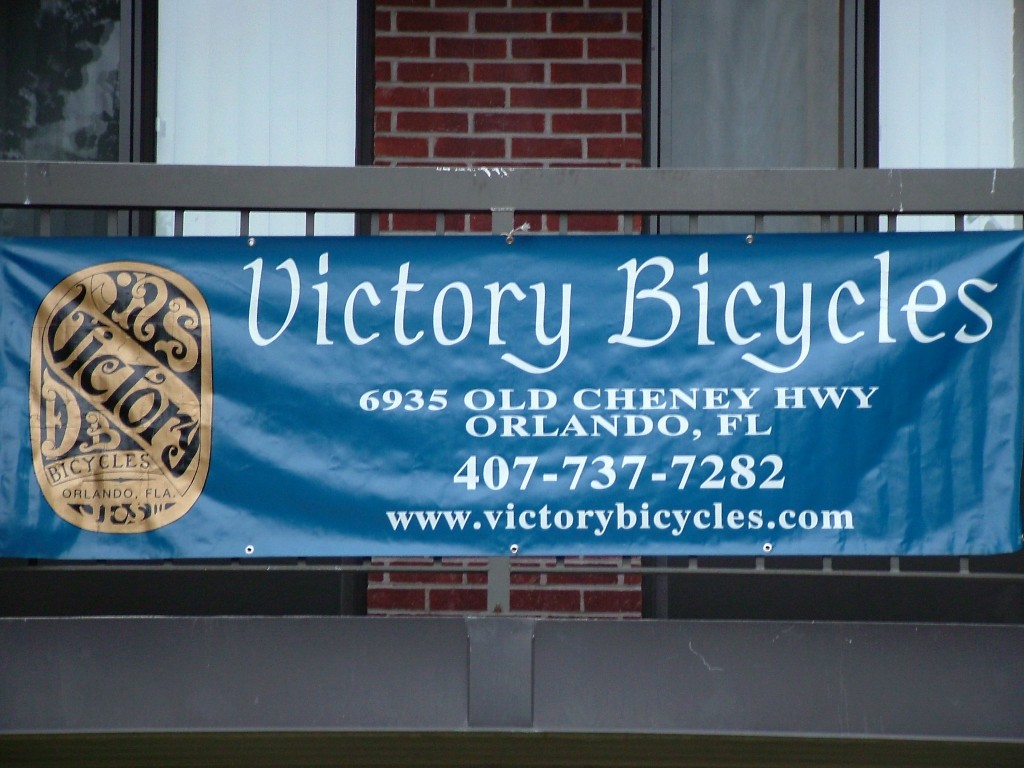 Victory Bicycles
6935 OLD CHENEY HWY
ORLANDO, FL
407-737-7282
www.victorybicycles.com
Victory
BICYCLES
ORLANDO, FLA.